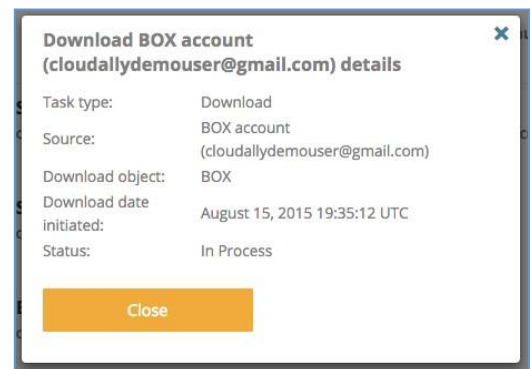 Download BOX account
(cloudallydemouser@gmail.com) details
Task type: Download
Source: BOX account
(cloudallydemouser@gmail.com)
Download object: BOX
Download date
initiated: August 15, 2015 19:35:12 UTC
Status: In Process
Close